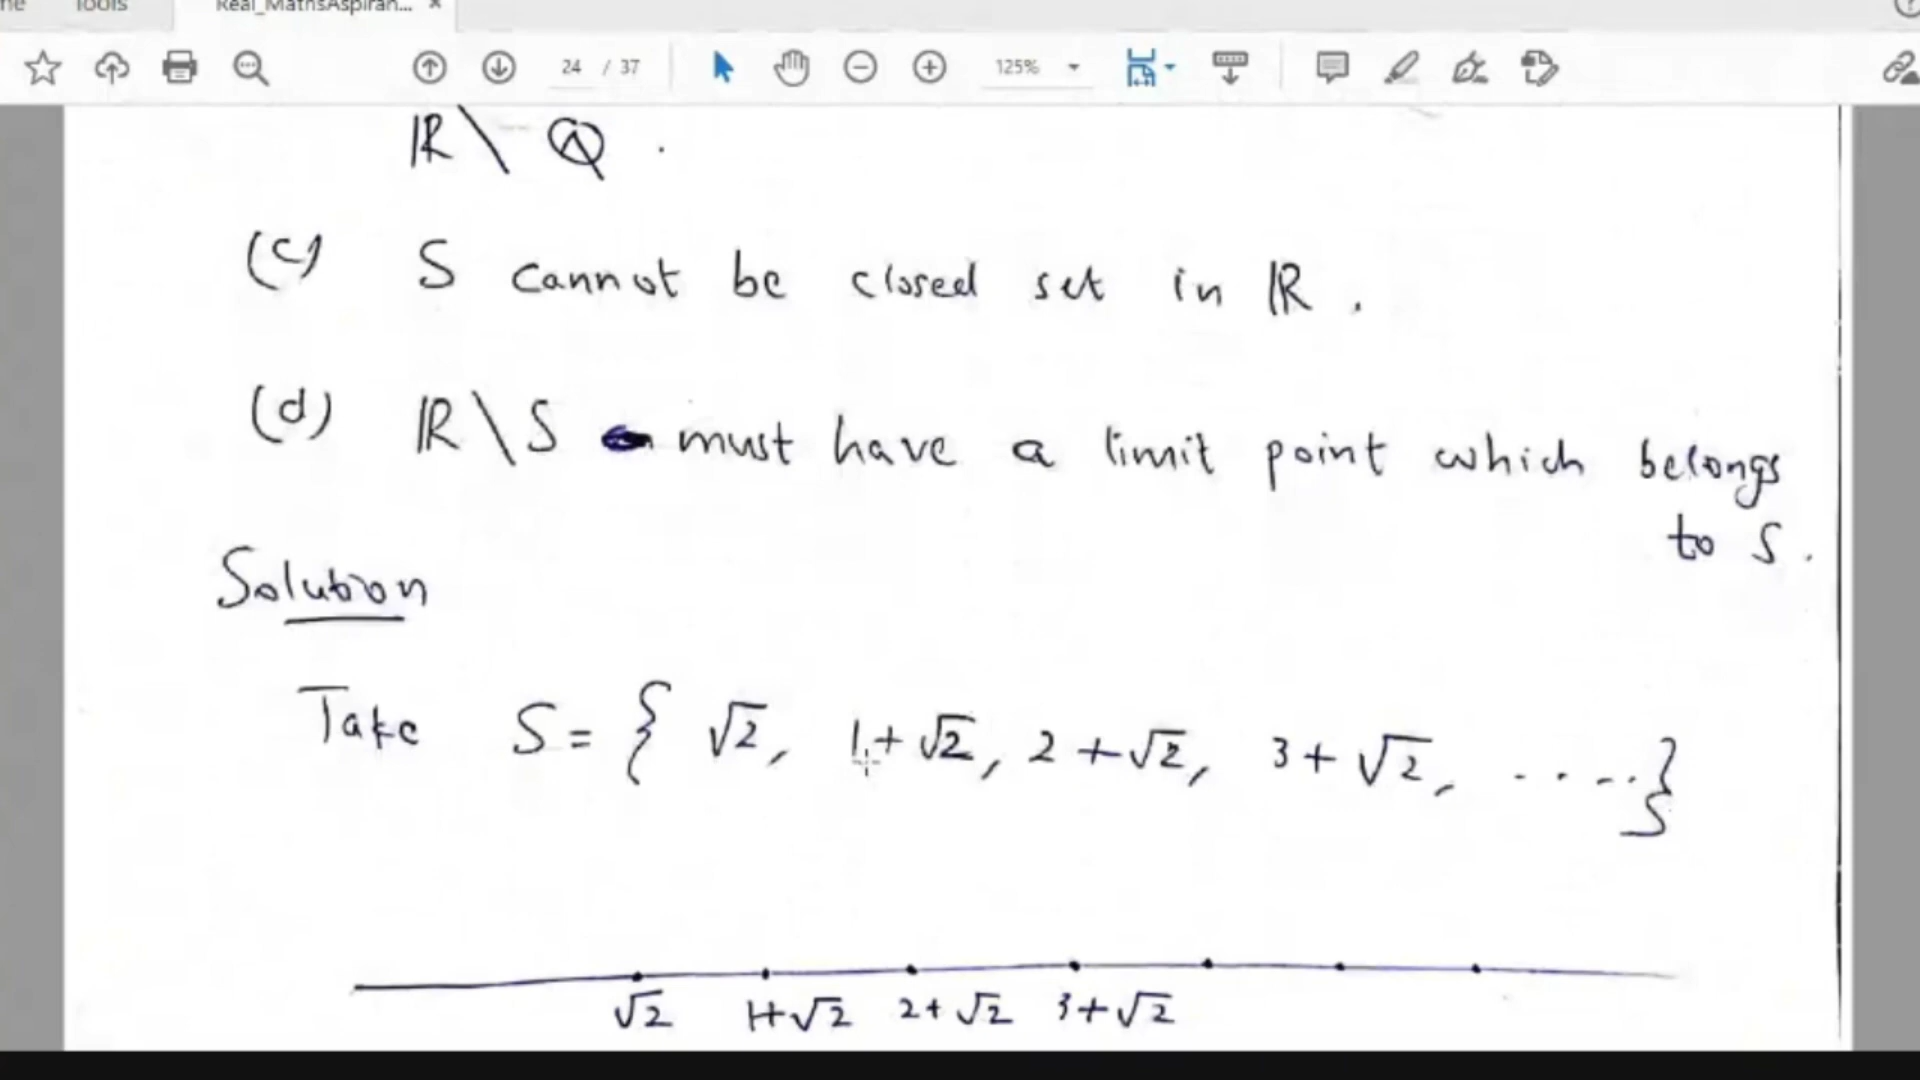 Tools Real_MathsAspiran... ×
24 / 37 125%
ℝ \ ℚ .
(c) S cannot be closed set in ℝ .
(d) ℝ \ S must have a limit point which belongs
to S .
Solution
Take S = { √2, 1+√2, 2+√2, 3+√2, ..... }
√2 1+√2 2+√2 3+√2